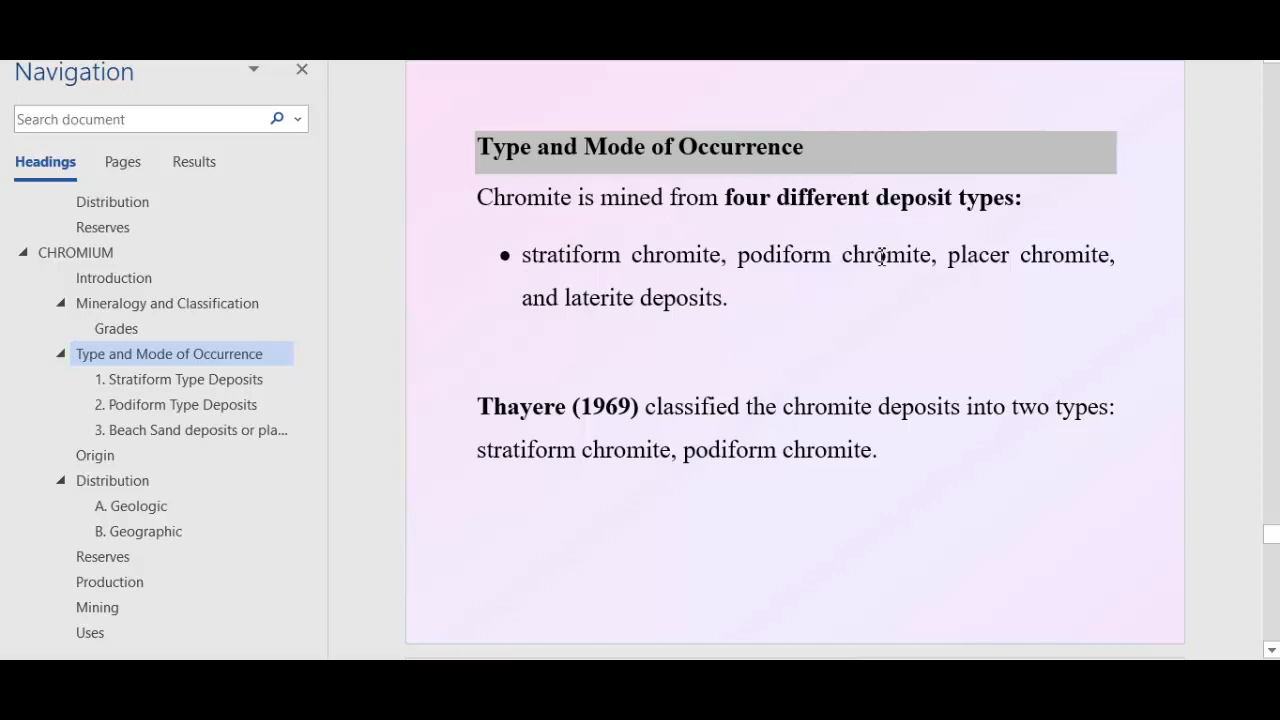 Navigation
Search document
Headings Pages Results
Distribution
Reserves
CHROMIUM
Introduction
Mineralogy and Classification
Grades
Type and Mode of Occurrence
1. Stratiform Type Deposits
2. Podiform Type Deposits
3. Beach Sand deposits or pla...
Origin
Distribution
A. Geologic
B. Geographic
Reserves
Production
Mining
Uses
Type and Mode of Occurrence
Chromite is mined from four different deposit types:
• stratiform chromite, podiform chromite, placer chromite,
and laterite deposits.
Thayere (1969) classified the chromite deposits into two types:
stratiform chromite, podiform chromite.